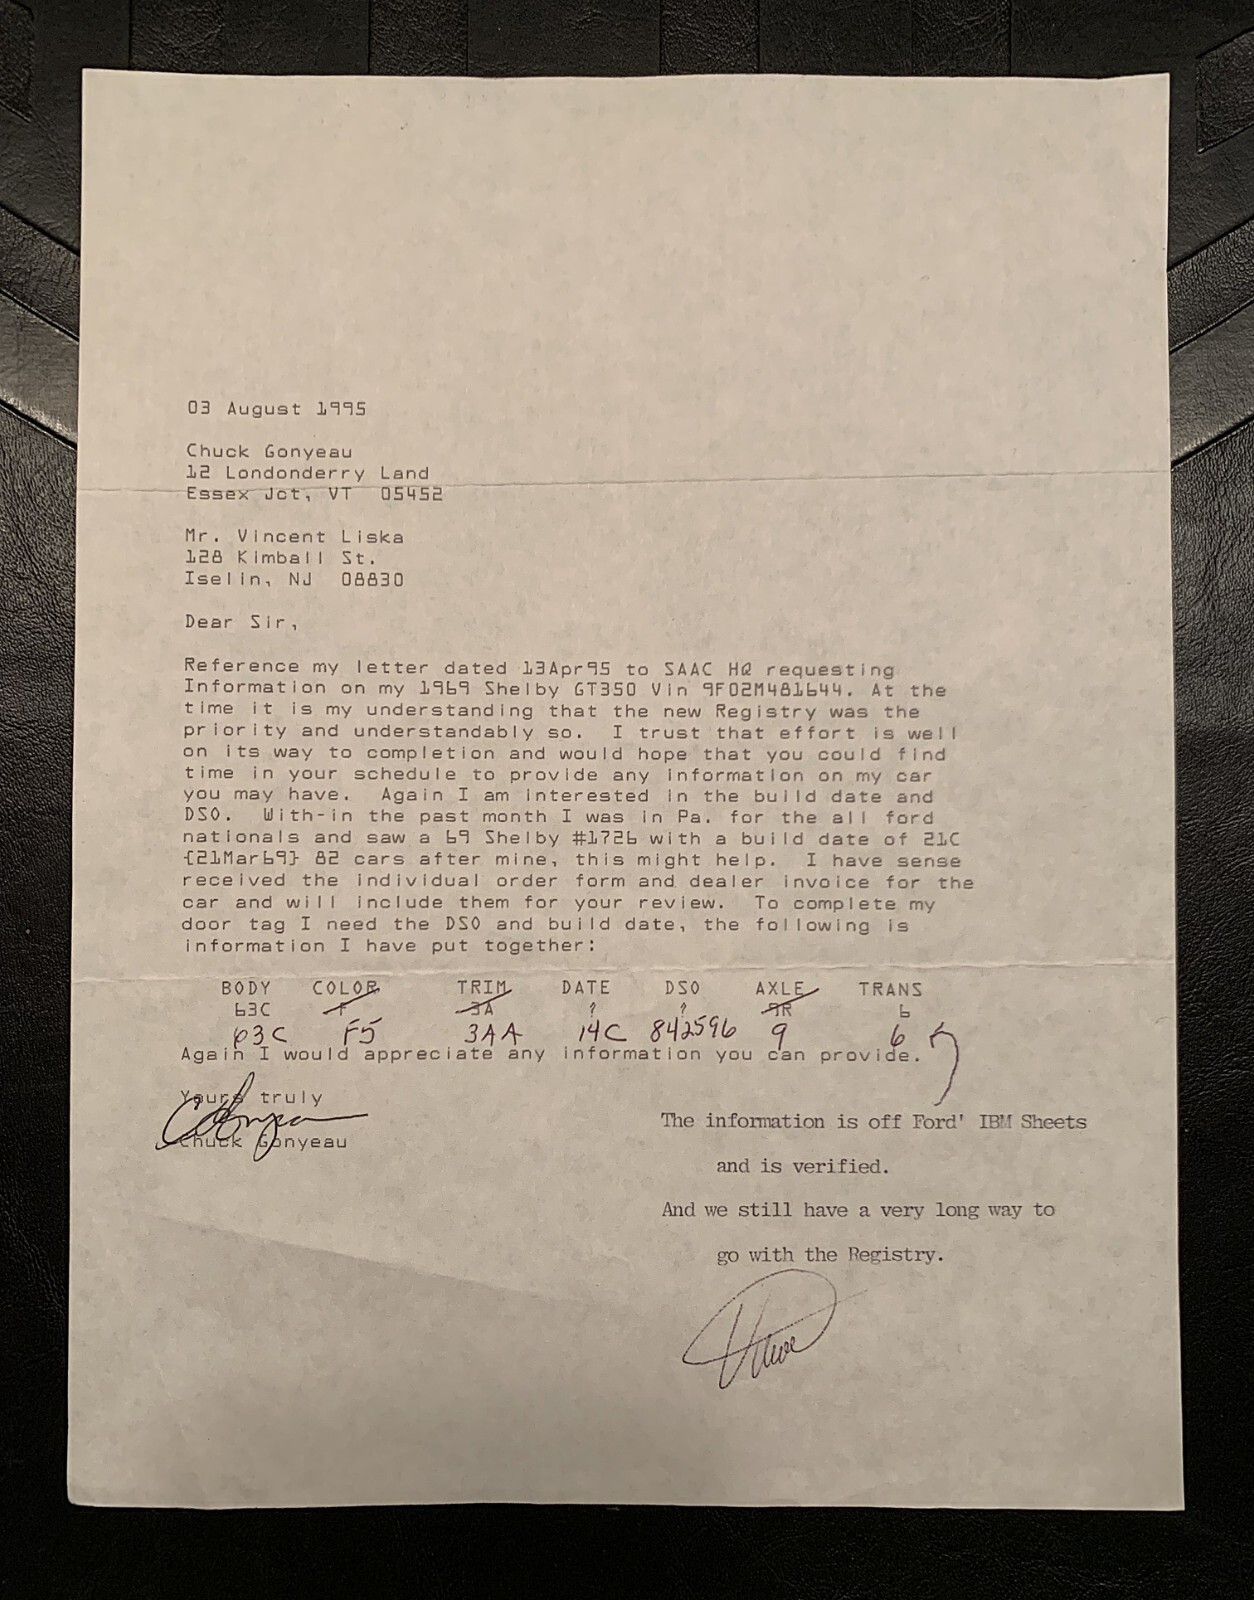 03 August 1995
Chuck Gonyeau
12 Londonderry Land
Essex Jct, VT 05452
Mr. Vincent Liska
128 Kimball St.
Iselin, NJ 08830
Dear Sir,
Reference my letter dated 13Apr95 to SAAC HQ requesting
Information on my 1969 Shelby GT350 Vin 9F02M481644. At the
time it is my understanding that the new Registry was the
priority and understandably so. I trust that effort is well
on its way to completion and would hope that you could find
time in your schedule to provide any information on my car
you may have. Again I am interested in the build date and
DSO. With-in the past month I was in Pa. for the all ford
nationals and saw a 69 Shelby #1726 with a build date of 21C
{21Mar69} 82 cars after mine, this might help. I have sense
received the individual order form and dealer invoice for the
car and will include them for your review. To complete my
door tag I need the DSO and build date, the following is
information I have put together:
BODY COLOR TRIM DATE DSO AXLE TRANS
63C F 3A ? ? 9R 6
63C F5 3AA 14C 842596 9 6
Again I would appreciate any information you can provide.
Yours truly
Chuck Gonyeau
The information is off Ford' IBM Sheets
and is verified.
And we still have a very long way to
go with the Registry.